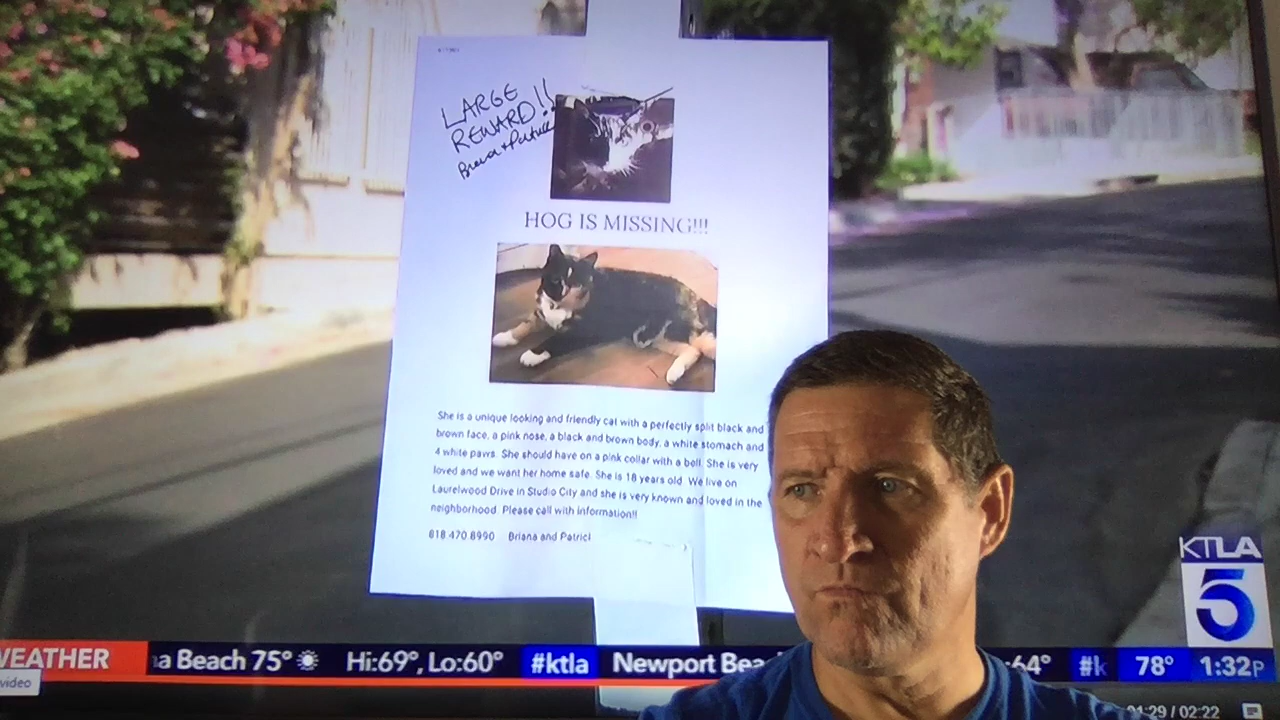 LARGE
REWARD!!
HOG IS MISSING!!!
She is a unique looking and friendly cat with a perfectly split black and
brown face, a pink nose, a black and brown body, a white stomach and
4 white paws. She should have on a pink collar with a bell. She is very
loved and we want her home safe. She is 18 years old. We live on
Laurelwood Drive in Studio City and she is very known and loved in the
neighborhood. Please call with information!!
818.470.8990 Briana and Patrick
KTLA
5
WEATHER a Beach 75° Hi:69°, Lo:60° #ktla Newport Bea :64° #k 78° 1:32P
video
01:29 / 02:22